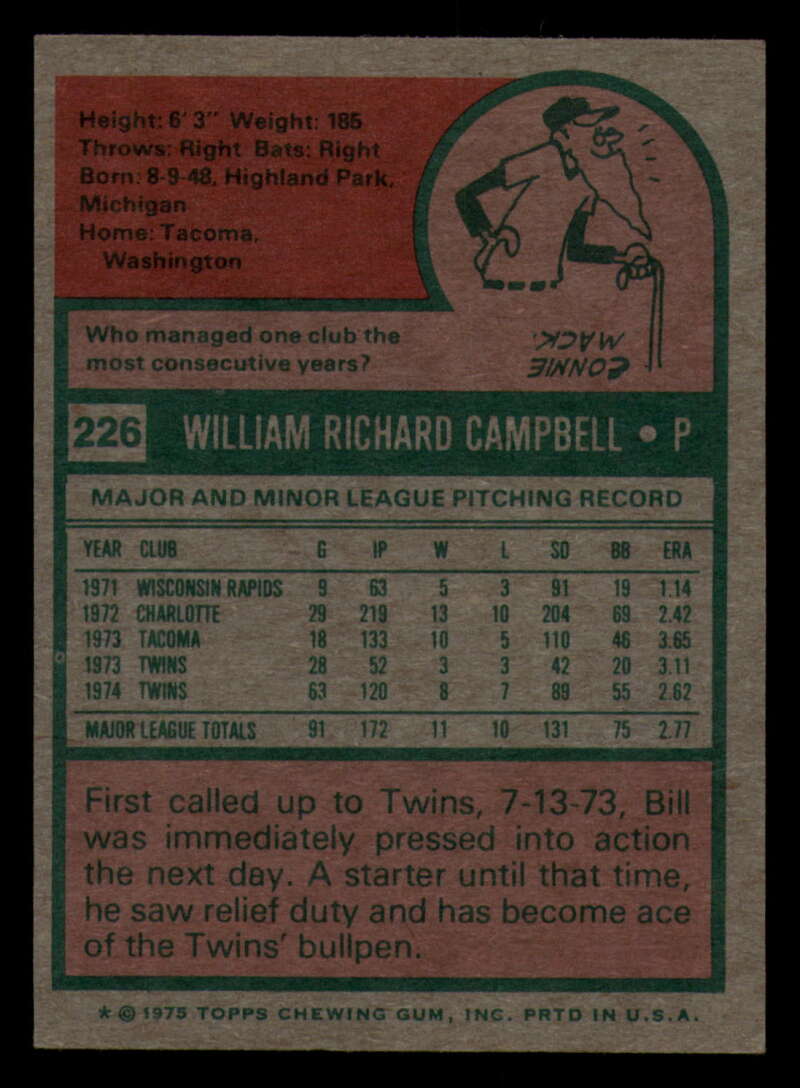 Height: 6' 3" Weight: 185
Throws: Right Bats: Right
Born: 8-9-48, Highland Park,
Michigan
Home: Tacoma,
Washington
Who managed one club the
most consecutive years?
CONNIE
MACK.
226 WILLIAM RICHARD CAMPBELL • P
MAJOR AND MINOR LEAGUE PITCHING RECORD
YEAR CLUB G IP W L SO BB ERA
1971 WISCONSIN RAPIDS 9 63 5 3 91 19 1.14
1972 CHARLOTTE 29 219 13 10 204 69 2.42
1973 TACOMA 18 133 10 5 110 46 3.65
1973 TWINS 28 52 3 3 42 20 3.11
1974 TWINS 63 120 8 7 89 55 2.62
MAJOR LEAGUE TOTALS 91 172 11 10 131 75 2.77
First called up to Twins, 7-13-73, Bill
was immediately pressed into action
the next day. A starter until that time,
he saw relief duty and has become ace
of the Twins' bullpen.
* © 1975 TOPPS CHEWING GUM, INC. PRTD IN U.S.A.